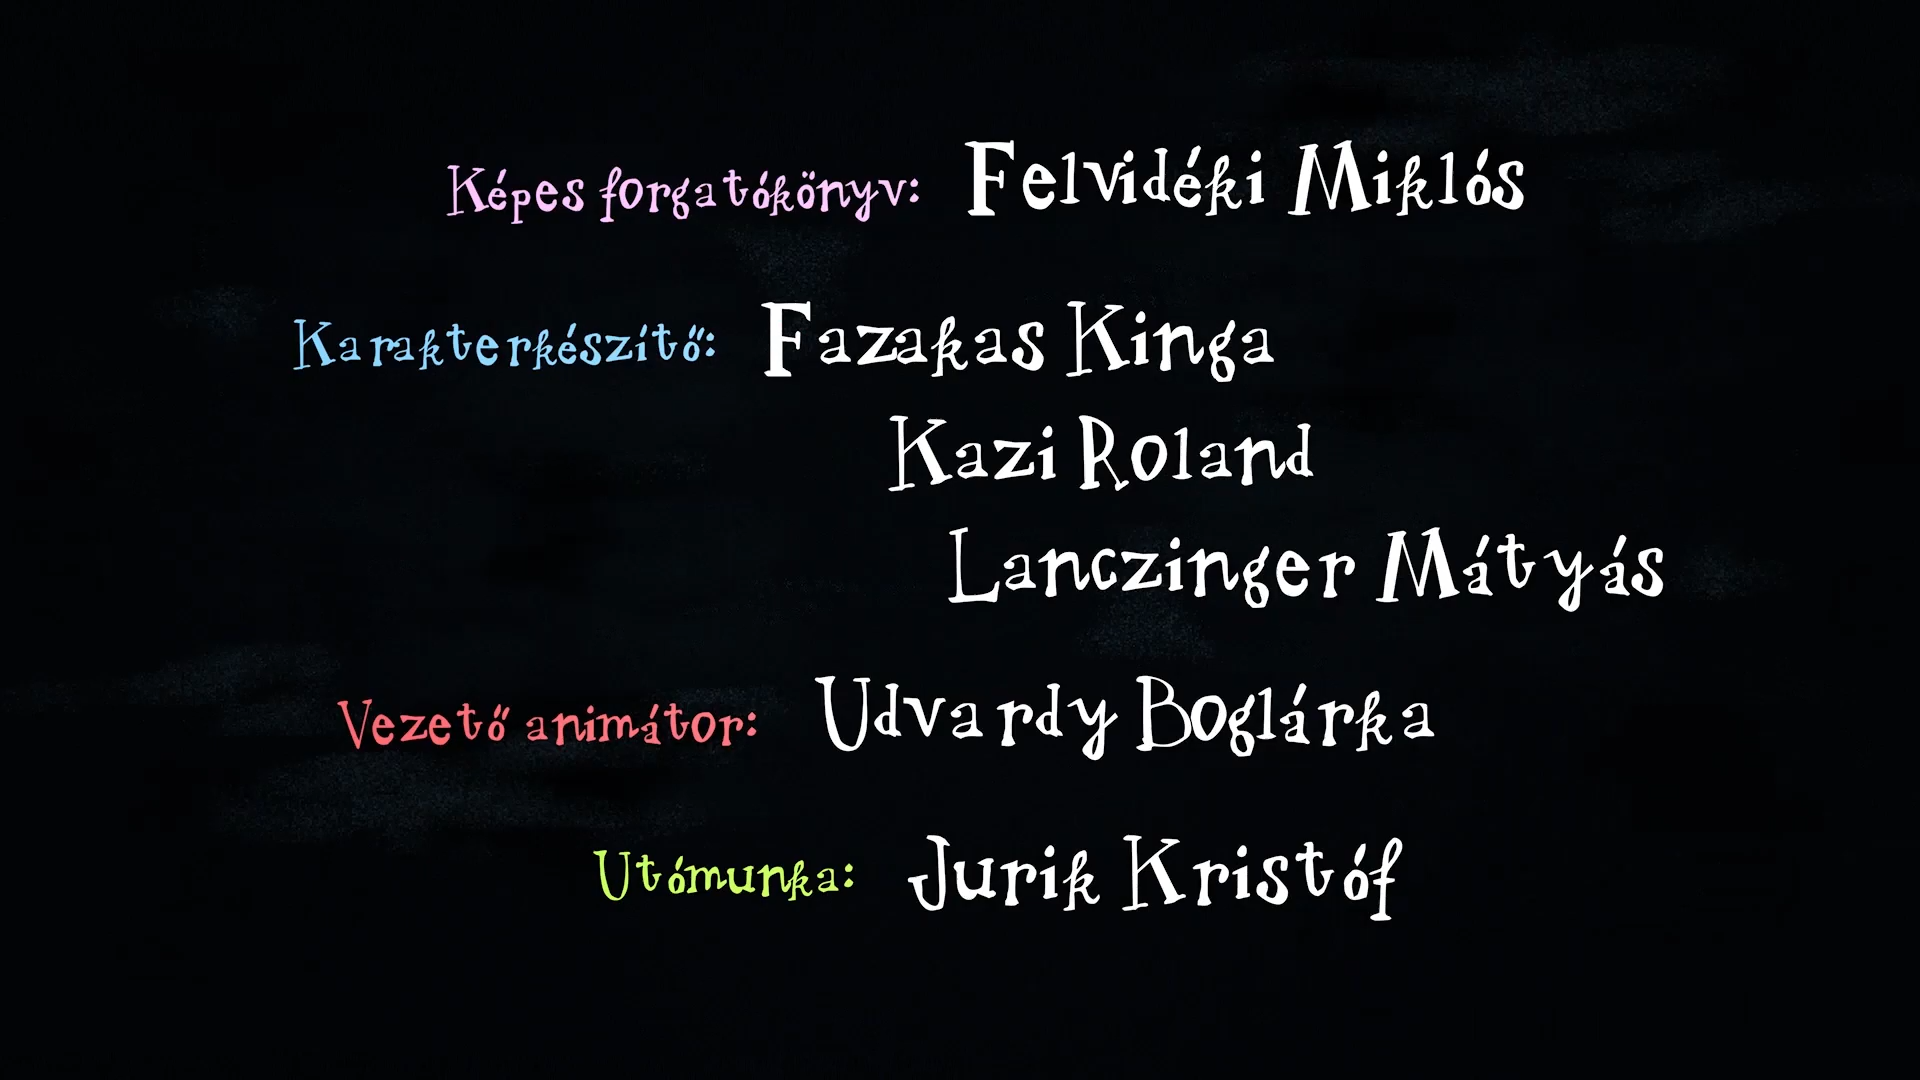 Képes forgatókönyv: Felvidéki Miklós
Karakterkészítő: Fazakas Kinga
Kazi Roland
Lanczinger Mátyás
Vezető animátor: Udvardy Boglárka
Utómunka: Jurik Kristóf